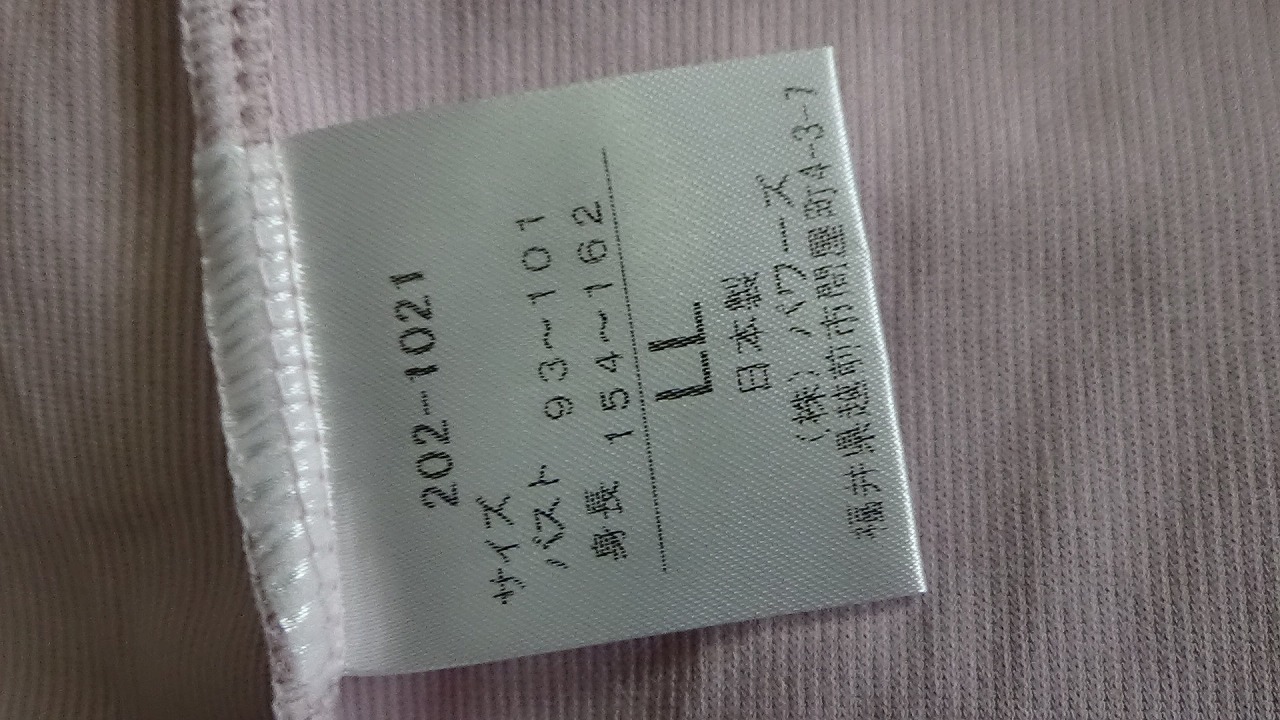 202-1021
サイズ
バスト 93~101
身長 154~162
LL
日本製
(株)パワーズ
福井県越前市問屋町4-3-7